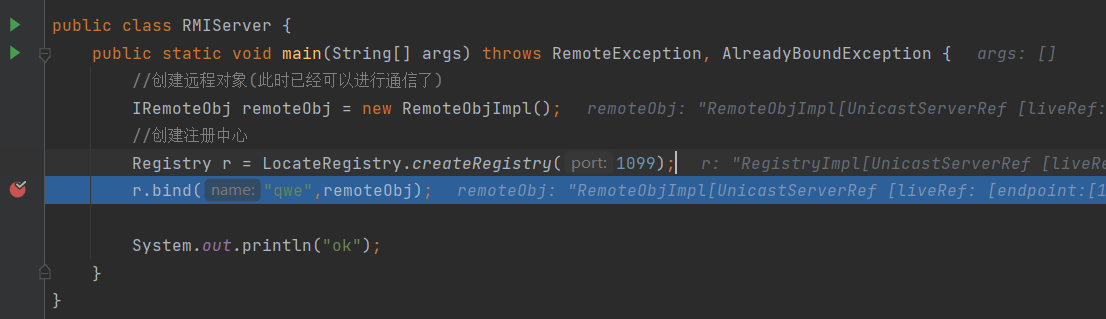 public class RMIServer {
public static void main(String[] args) throws RemoteException, AlreadyBoundException { args: []
//创建远程对象(此时已经可以进行通信了)
IRemoteObj remoteObj = new RemoteObjImpl(); remoteObj: "RemoteObjImpl[UnicastServerRef [liveRef:
//创建注册中心
Registry r = LocateRegistry.createRegistry( port: 1099); r: "RegistryImpl[UnicastServerRef [liveRe
r.bind( name: "qwe",remoteObj); remoteObj: "RemoteObjImpl[UnicastServerRef [liveRef: [endpoint:[1
System.out.println("ok");
}
}